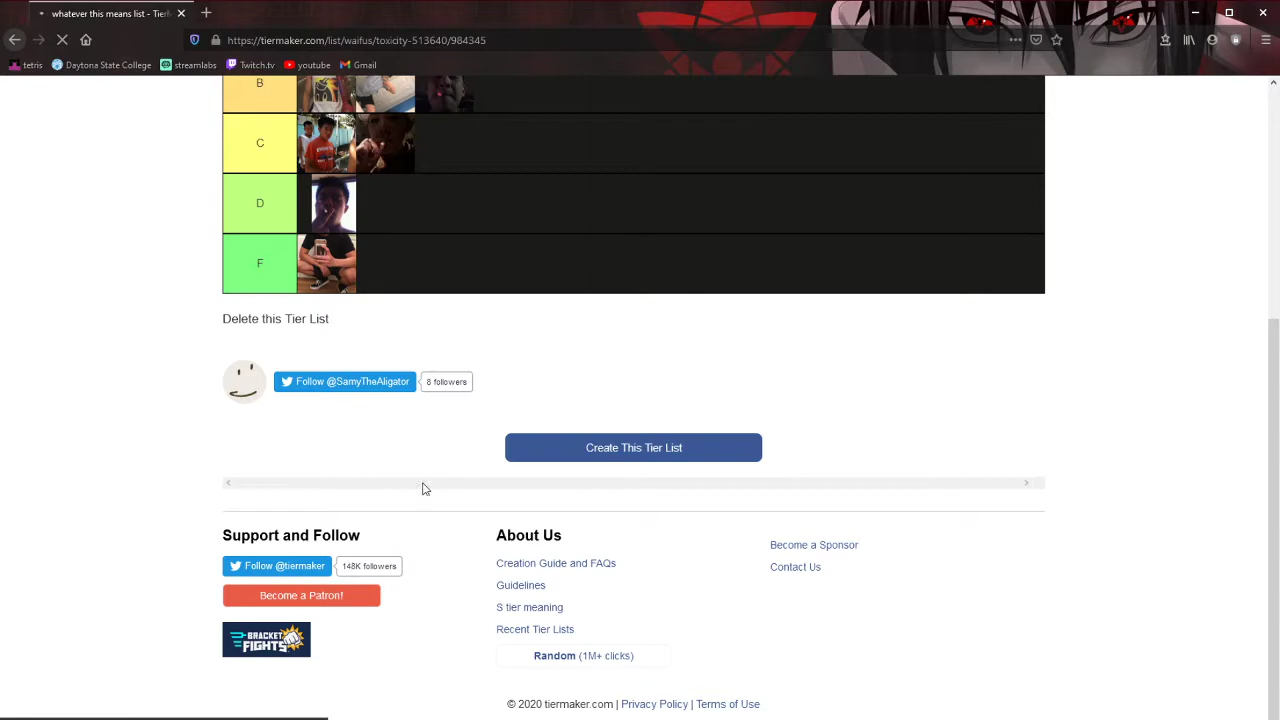 whatever this means list - Tierm
https://tiermaker.com/list/waifus/toxicity-513640/984345
tetris
Daytona State College
streamlabs
Twitch.tv
youtube
Gmail
B
C
D
F
Delete this Tier List
Follow @SamyTheAligator
8 followers
Create This Tier List
Support and Follow
Follow @tiermaker
148K followers
Become a Patron!
BRACKET
FIGHTS
About Us
Creation Guide and FAQs
Guidelines
S tier meaning
Recent Tier Lists
Random (1M+ clicks)
Become a Sponsor
Contact Us
© 2020 tiermaker.com | Privacy Policy | Terms of Use